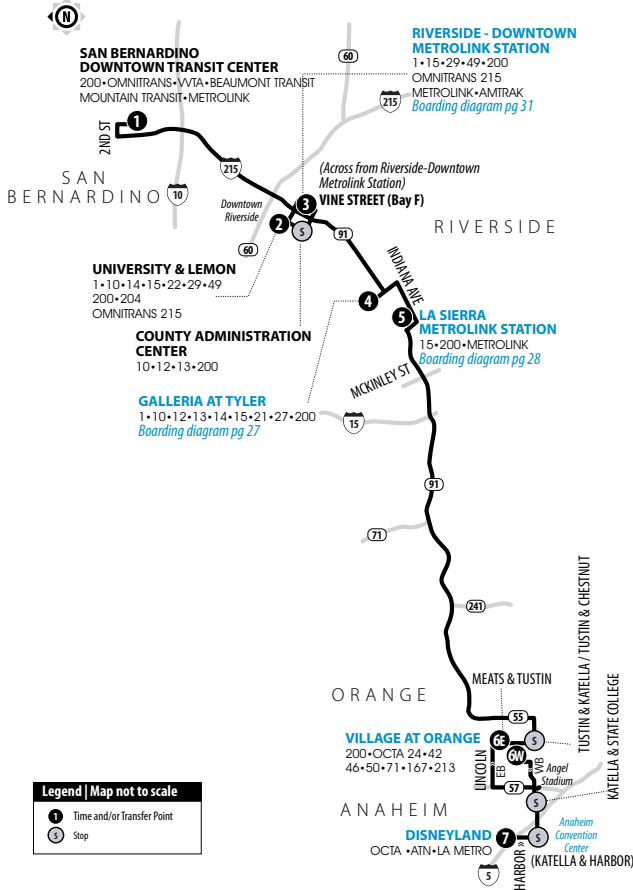 N
SAN BERNARDINO
DOWNTOWN TRANSIT CENTER
200•OMNITRANS•VVTA•BEAUMONT TRANSIT
MOUNTAIN TRANSIT•METROLINK
RIVERSIDE - DOWNTOWN
METROLINK STATION
1•15•29•49•200
OMNITRANS 215
METROLINK•AMTRAK
Boarding diagram pg 31
60
215
1
2ND ST
SAN
BERNARDINO
10
215
Downtown
Riverside
(Across from Riverside-Downtown
Metrolink Station)
VINE STREET (Bay F)
3
2
S
91
60
RIVERSIDE
UNIVERSITY & LEMON
1•10•14•15•22•29•49
200•204
OMNITRANS 215
INDIANA AVE
4
5
COUNTY ADMINISTRATION
CENTER
10•12•13•200
LA SIERRA
METROLINK STATION
15•200•METROLINK
Boarding diagram pg 28
MCKINLEY ST
GALLERIA AT TYLER
1•10•12•13•14•15•21•27•200
Boarding diagram pg 27
15
91
71
241
TUSTIN & KATELLA / TUSTIN & CHESTNUT
MEATS & TUSTIN
ORANGE
55
KATELLA & STATE COLLEGE
VILLAGE AT ORANGE
200•OCTA 24•42
46•50•71•167•213
6E
6W
S
LINCOLN
EB
WB
Angel
Stadium
57
S
ANAHEIM
DISNEYLAND
OCTA •ATN•LA METRO
7
S
Anaheim
Convention
Center
(KATELLA & HARBOR)
HARBOR »
5
Legend | Map not to scale
1 Time and/or Transfer Point
S Stop